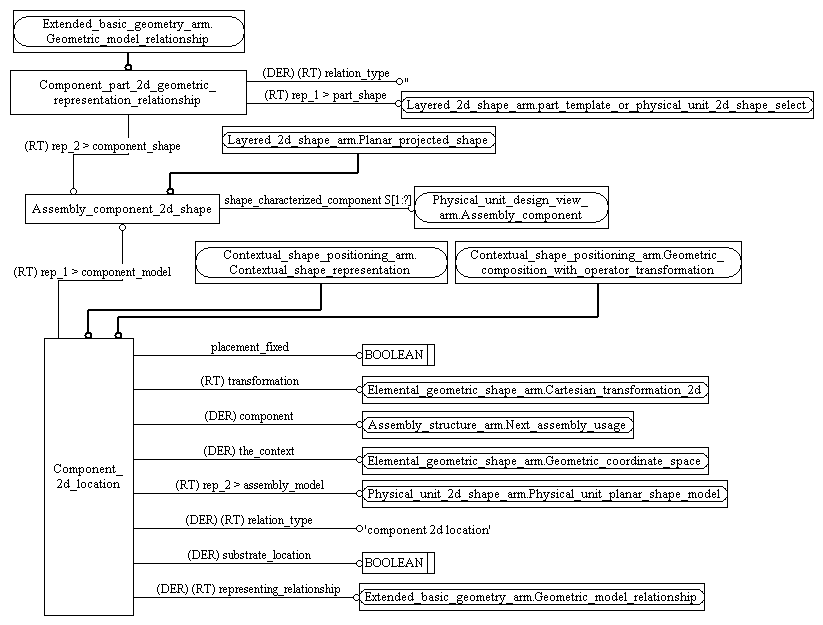 Extended_basic_geometry_arm.
Geometric_model_relationship
Component_part_2d_geometric_
representation_relationship
(DER) (RT) relation_type
''
(RT) rep_1 > part_shape
Layered_2d_shape_arm.part_template_or_physical_unit_2d_shape_select
(RT) rep_2 > component_shape
Layered_2d_shape_arm.Planar_projected_shape
Assembly_component_2d_shape
shape_characterized_component S[1:?]
Physical_unit_design_view_
arm.Assembly_component
(RT) rep_1 > component_model
Contextual_shape_positioning_arm.
Contextual_shape_representation
Contextual_shape_positioning_arm.Geometric_
composition_with_operator_transformation
Component_
2d_location
placement_fixed
BOOLEAN
(RT) transformation
Elemental_geometric_shape_arm.Cartesian_transformation_2d
(DER) component
Assembly_structure_arm.Next_assembly_usage
(DER) the_context
Elemental_geometric_shape_arm.Geometric_coordinate_space
(RT) rep_2 > assembly_model
Physical_unit_2d_shape_arm.Physical_unit_planar_shape_model
(DER) (RT) relation_type
'component 2d location'
(DER) substrate_location
BOOLEAN
(DER) (RT) representing_relationship
Extended_basic_geometry_arm.Geometric_model_relationship